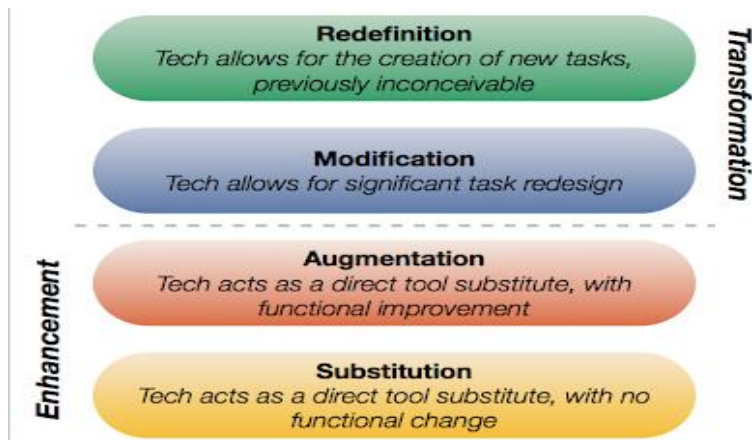 Redefinition
Tech allows for the creation of new tasks,
previously inconceivable
Modification
Tech allows for significant task redesign
Transformation
Augmentation
Tech acts as a direct tool substitute, with
functional improvement
Substitution
Tech acts as a direct tool substitute, with no
functional change
Enhancement